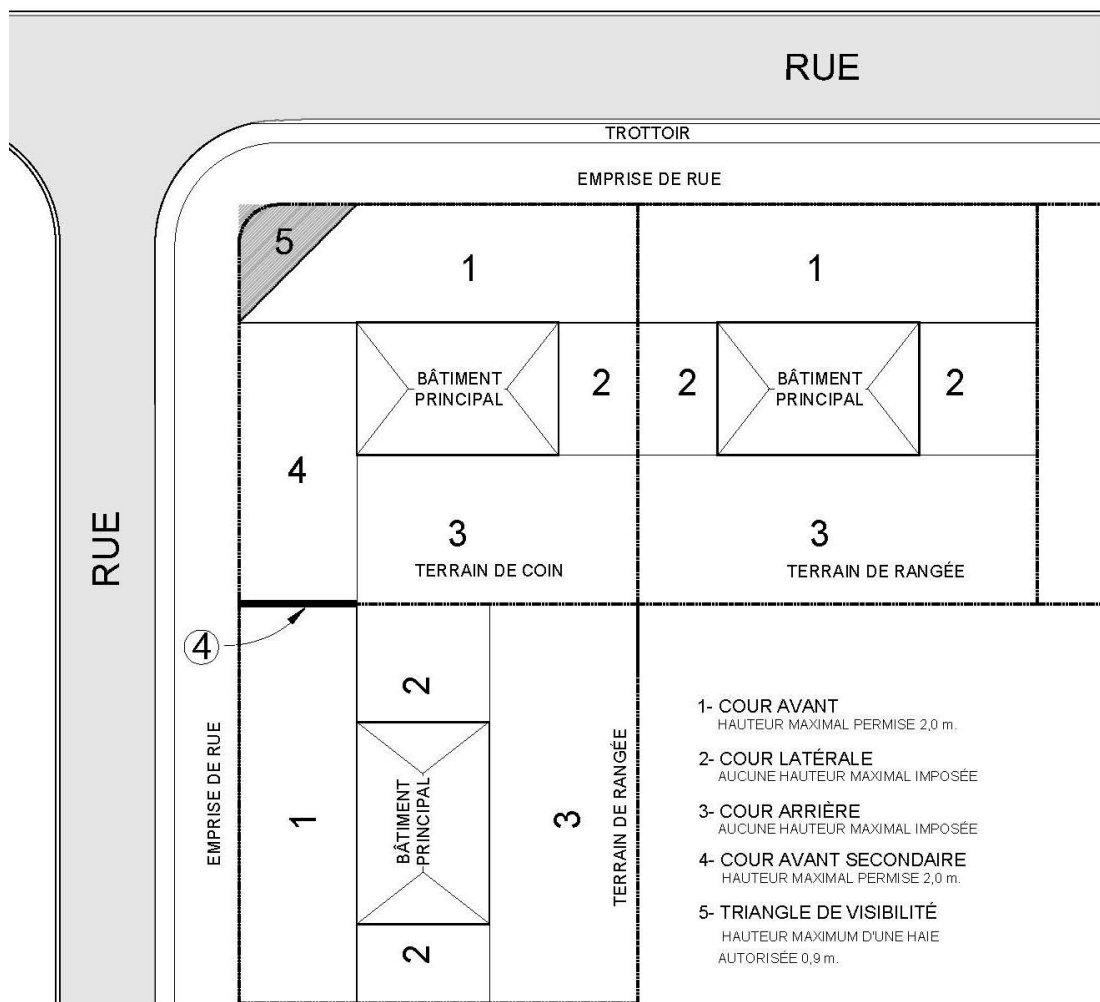 RUE
TROTTOIR
EMPRISE DE RUE
5
1
1
BÂTIMENT
PRINCIPAL
2
2
BÂTIMENT
PRINCIPAL
2
4
3
TERRAIN DE COIN
3
TERRAIN DE RANGÉE
RUE
4
2
EMPRISE DE RUE
1
BÂTIMENT
PRINCIPAL
3
TERRAIN DE RANGÉE
2
1- COUR AVANT
HAUTEUR MAXIMAL PERMISE 2,0 m.
2- COUR LATÉRALE
AUCUNE HAUTEUR MAXIMAL IMPOSÉE
3- COUR ARRIÈRE
AUCUNE HAUTEUR MAXIMAL IMPOSÉE
4- COUR AVANT SECONDAIRE
HAUTEUR MAXIMAL PERMISE 2,0 m.
5- TRIANGLE DE VISIBILITÉ
HAUTEUR MAXIMUM D'UNE HAIE
AUTORISÉE 0,9 m.